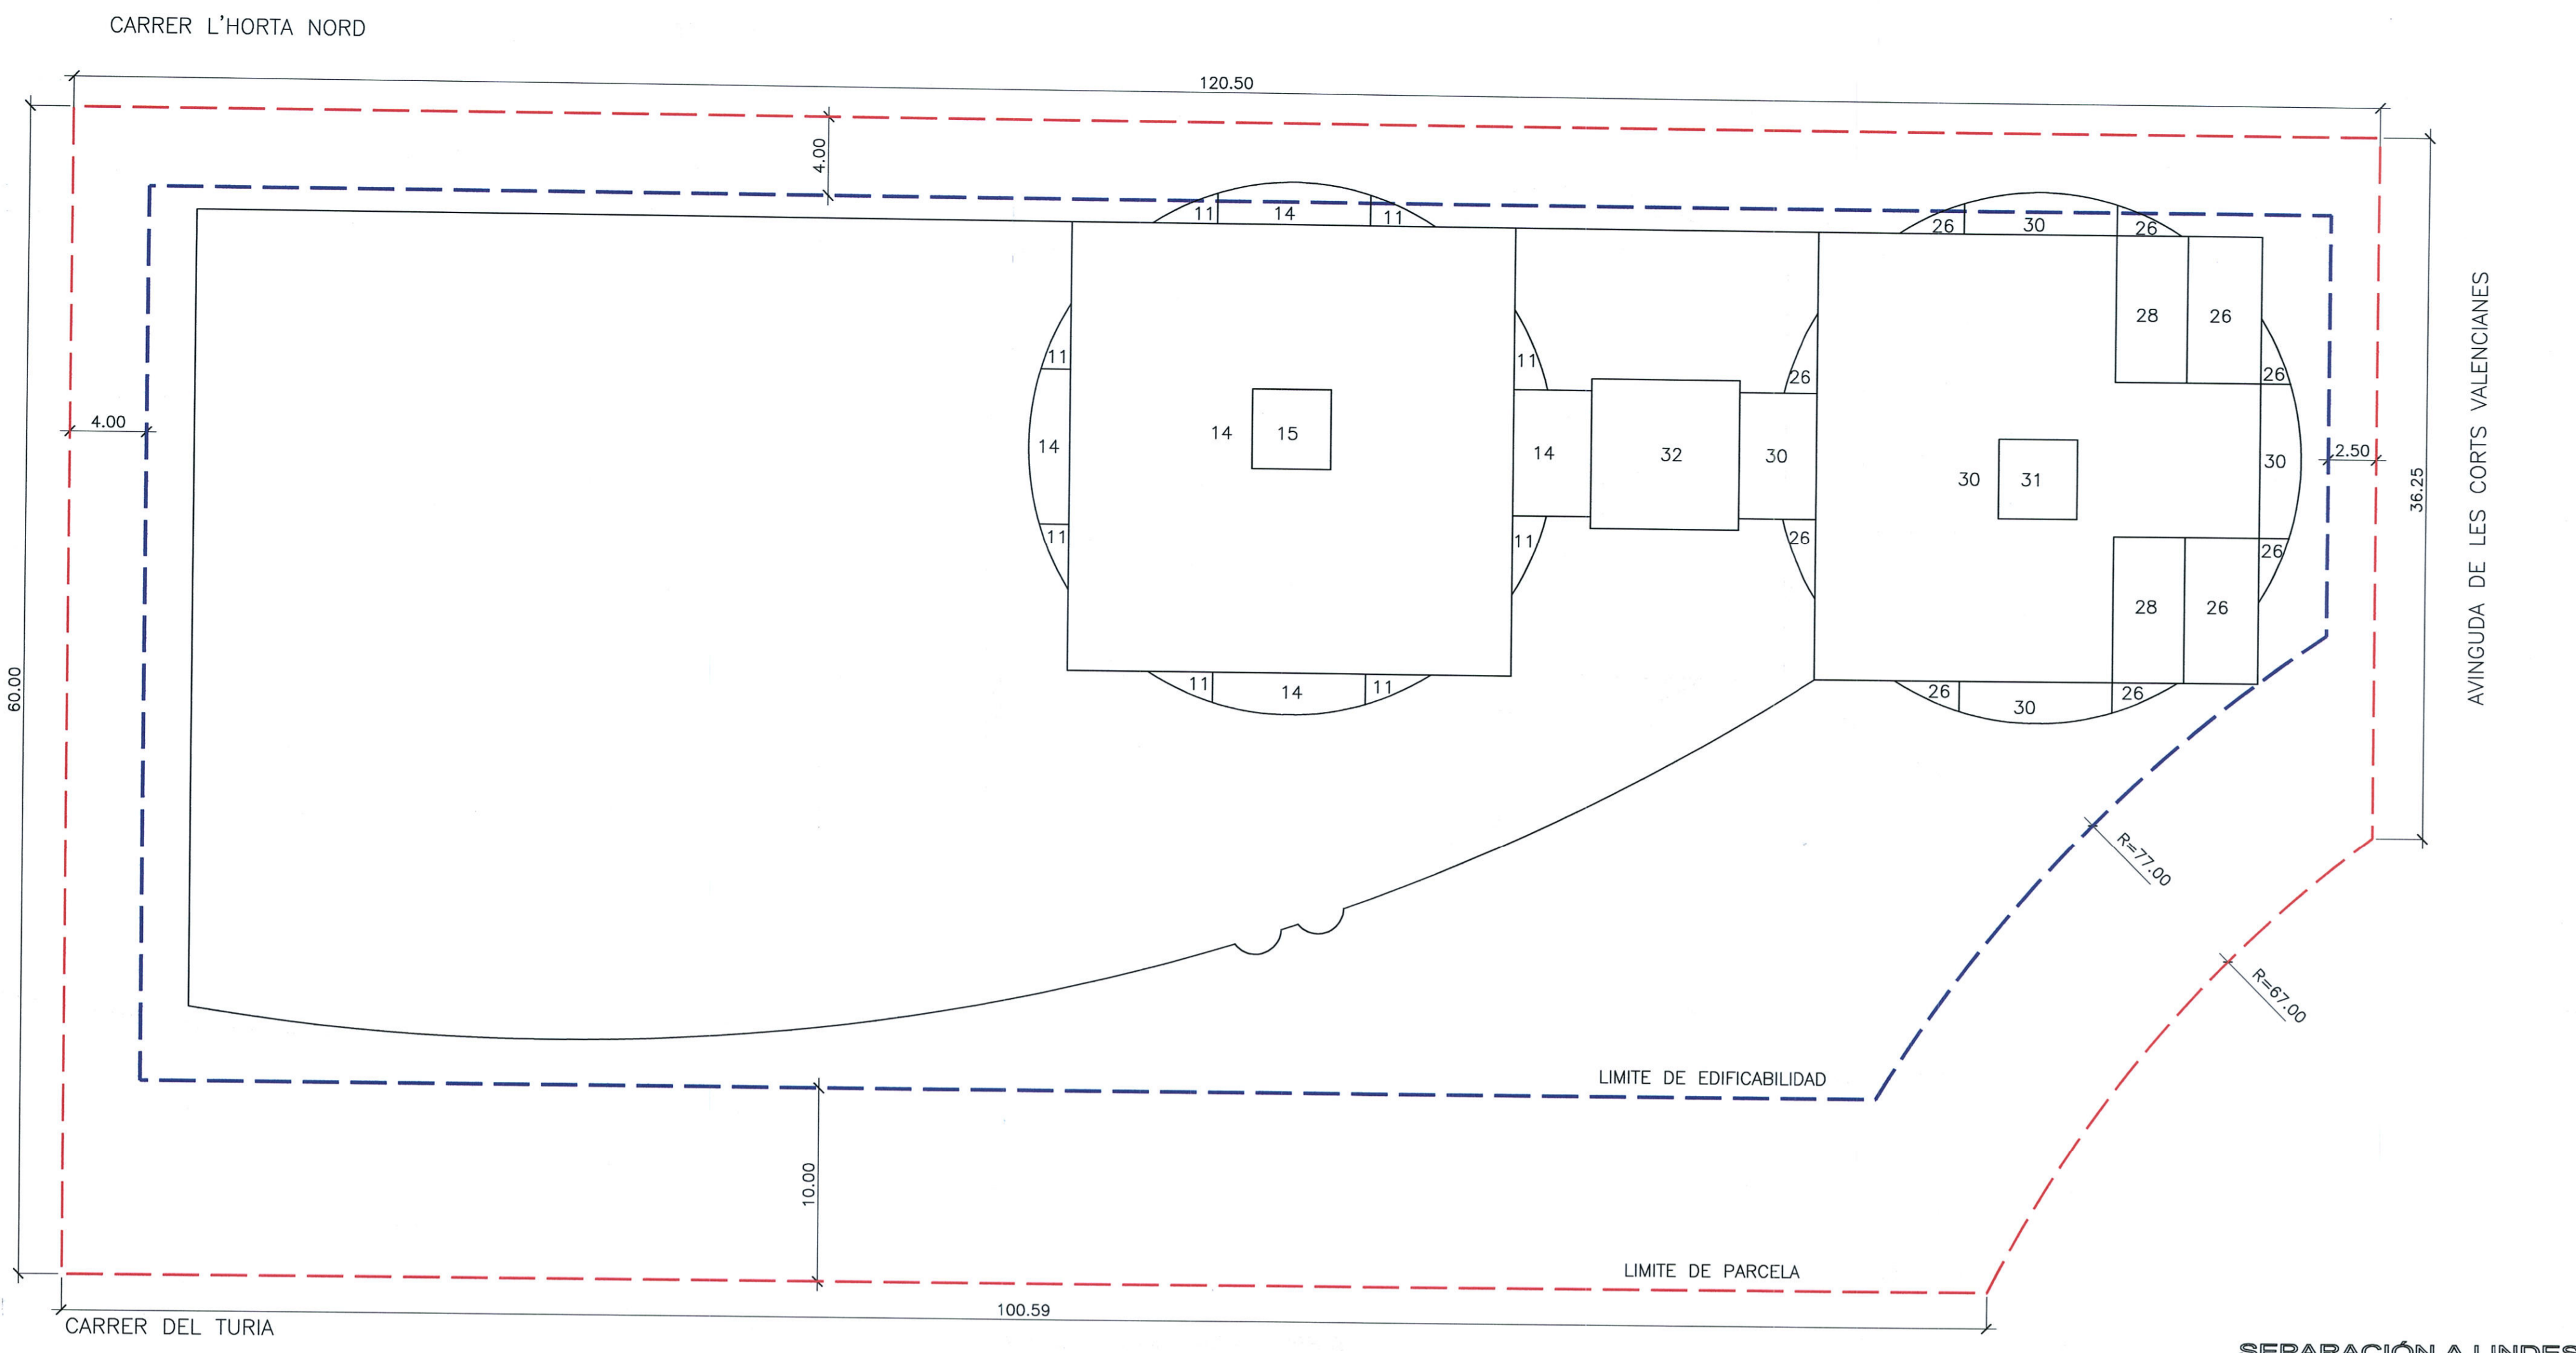 CARRER L'HORTA NORD
120.50
4.00
11 14 11
26 30 26
11
11
26
28 26
26
4.00
14
14 15
14
32
30
30 31
30
2.50
36.25
AVINGUDA DE LES CORTS VALENCIANES
11
11
26
26
28 26
60.00
11 14 11
26 30 26
R=77.00
R=67.00
LIMITE DE EDIFICABILIDAD
10.00
LIMITE DE PARCELA
100.59
CARRER DEL TURIA
SEPARACIÓN A LINDES